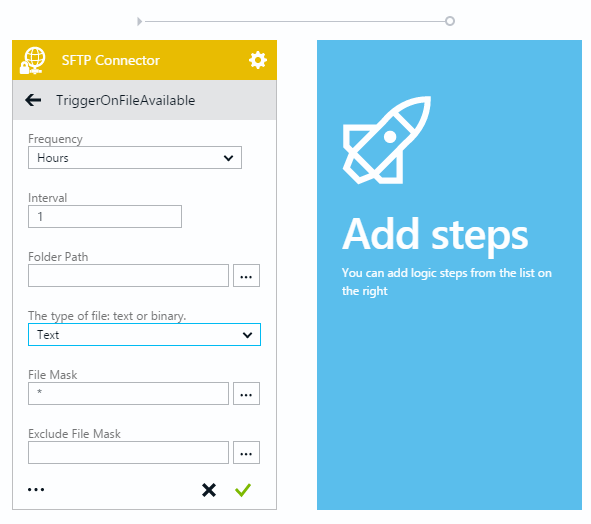 SFTP Connector
TriggerOnFileAvailable
Frequency
Hours
Interval
1
Folder Path
...
The type of file: text or binary.
Text
File Mask
*
...
Exclude File Mask
...
...
Add steps
You can add logic steps from the list on
the right